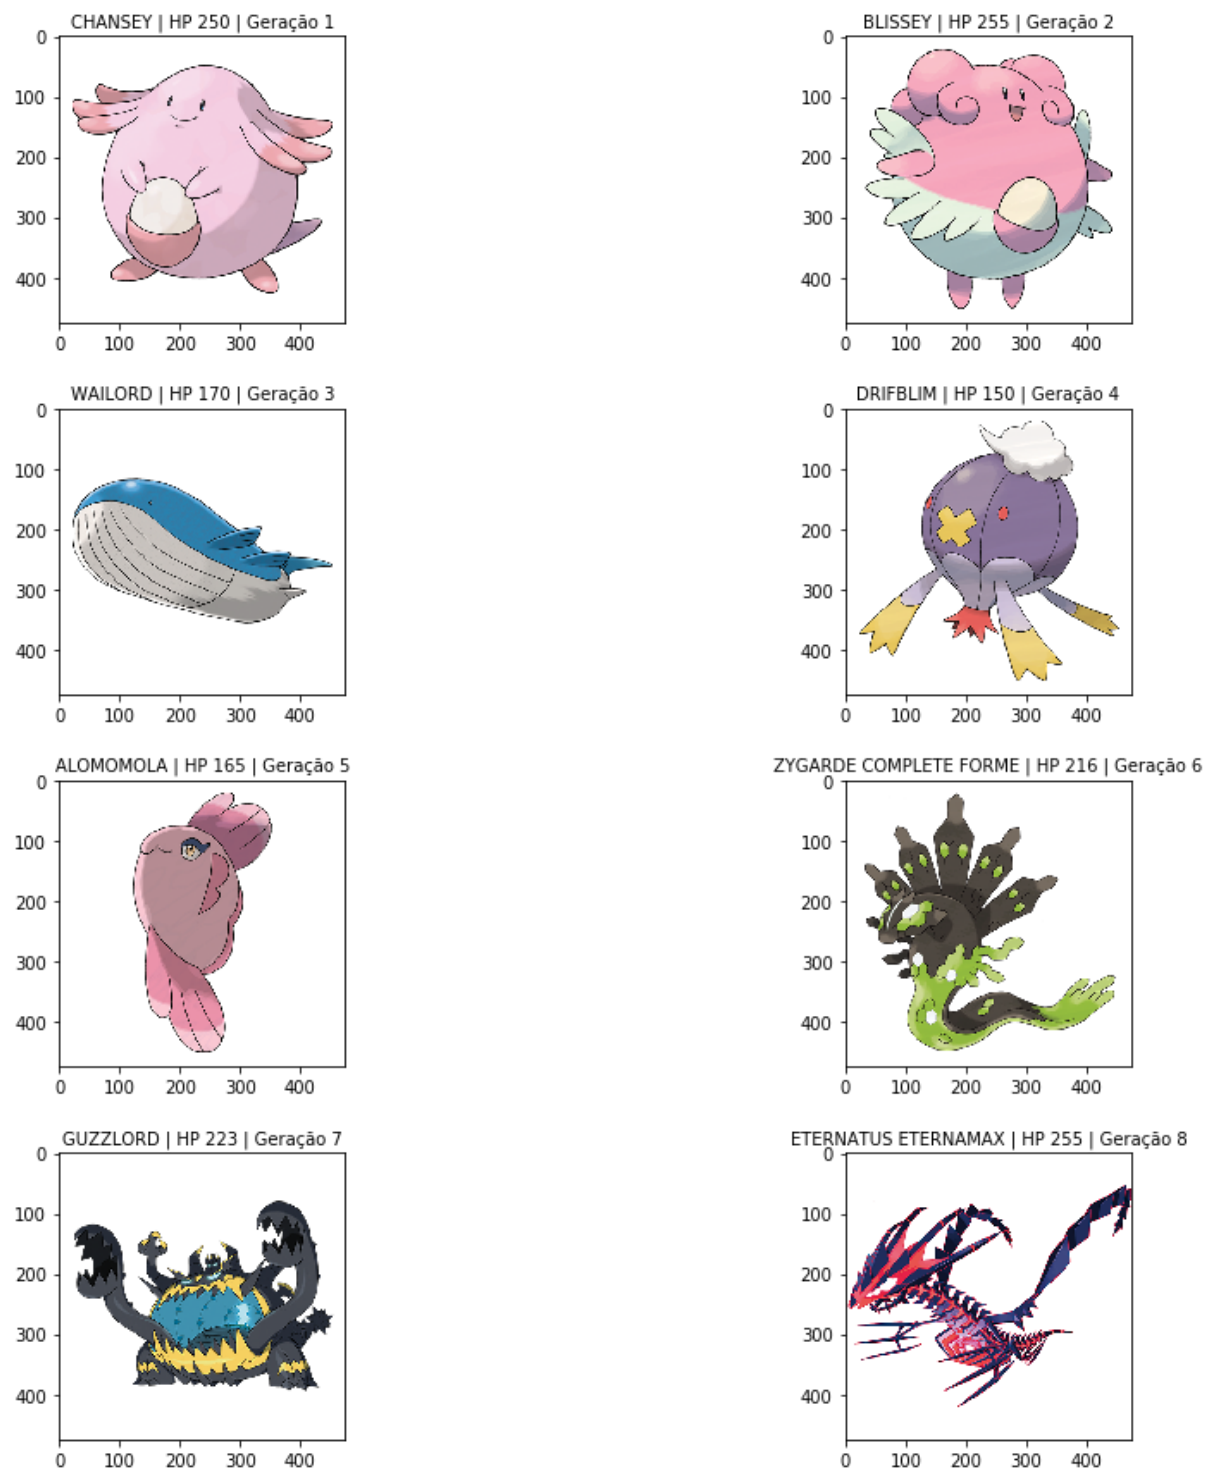 CHANSEY | HP 250 | Geração 1
0
100
200
300
400
0 100 200 300 400
BLISSEY | HP 255 | Geração 2
0
100
200
300
400
0 100 200 300 400
WAILORD | HP 170 | Geração 3
0
100
200
300
400
0 100 200 300 400
DRIFBLIM | HP 150 | Geração 4
0
100
200
300
400
0 100 200 300 400
ALOMOMOLA | HP 165 | Geração 5
0
100
200
300
400
0 100 200 300 400
ZYGARDE COMPLETE FORME | HP 216 | Geração 6
0
100
200
300
400
0 100 200 300 400
GUZZLORD | HP 223 | Geração 7
0
100
200
300
400
0 100 200 300 400
ETERNATUS ETERNAMAX | HP 255 | Geração 8
0
100
200
300
400
0 100 200 300 400